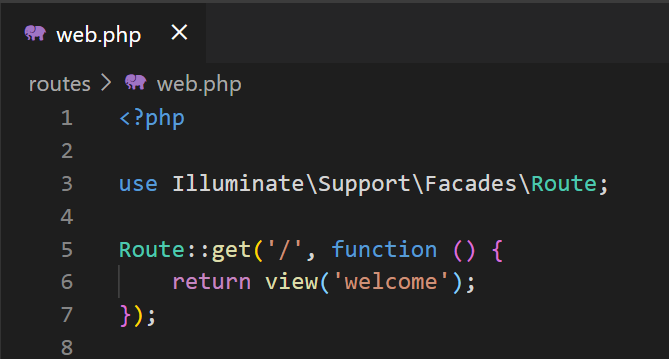 web.php ×
routes > web.php
1 <?php
2
3 use Illuminate\Support\Facades\Route;
4
5 Route::get('/', function () {
6     return view('welcome');
7 });
8